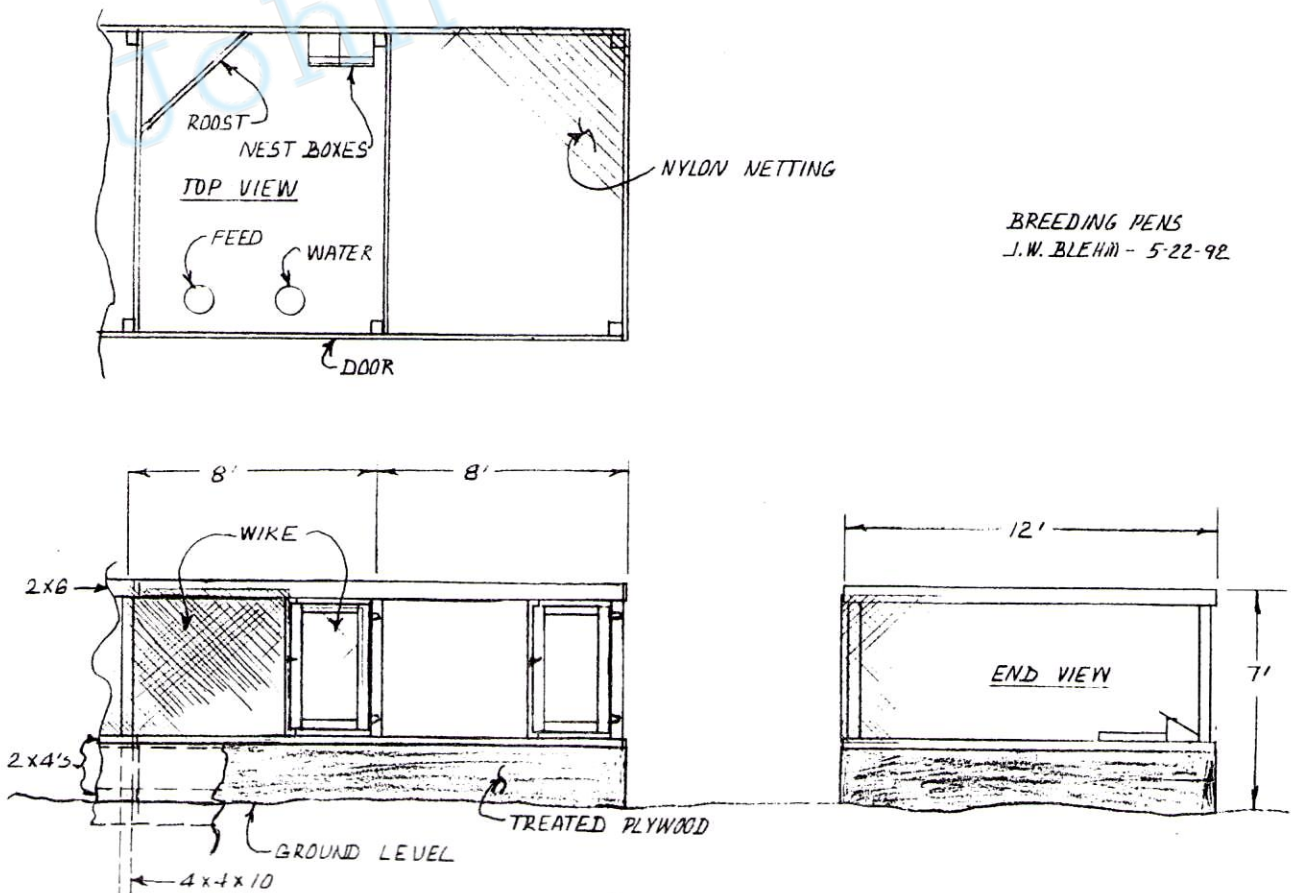 John
ROOST
NEST BOXES
TOP VIEW
NYLON NETTING
FEED
WATER
DOOR
BREEDING PENS
J.W. BLEHM - 5-22-92
8'
8'
WIRE
2x6
2x4's
TREATED PLYWOOD
GROUND LEVEL
4x4x10
12'
END VIEW
7'